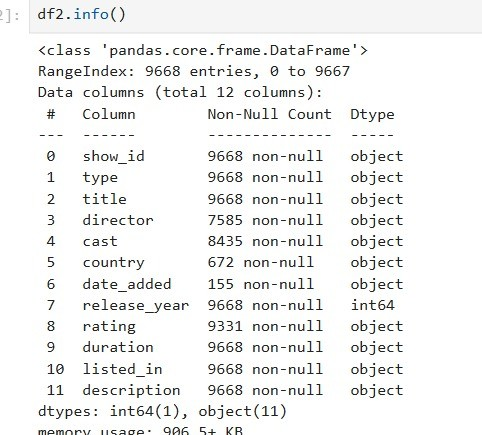 ]: df2.info()
<class 'pandas.core.frame.DataFrame'>
RangeIndex: 9668 entries, 0 to 9667
Data columns (total 12 columns):
 #   Column        Non-Null Count  Dtype
---  ------        --------------  -----
 0   show_id       9668 non-null   object
 1   type          9668 non-null   object
 2   title         9668 non-null   object
 3   director      7585 non-null   object
 4   cast          8435 non-null   object
 5   country       672 non-null    object
 6   date_added    155 non-null    object
 7   release_year  9668 non-null   int64
 8   rating        9331 non-null   object
 9   duration      9668 non-null   object
 10  listed_in     9668 non-null   object
 11  description   9668 non-null   object
dtypes: int64(1), object(11)
memory usage: 906.5+ KB